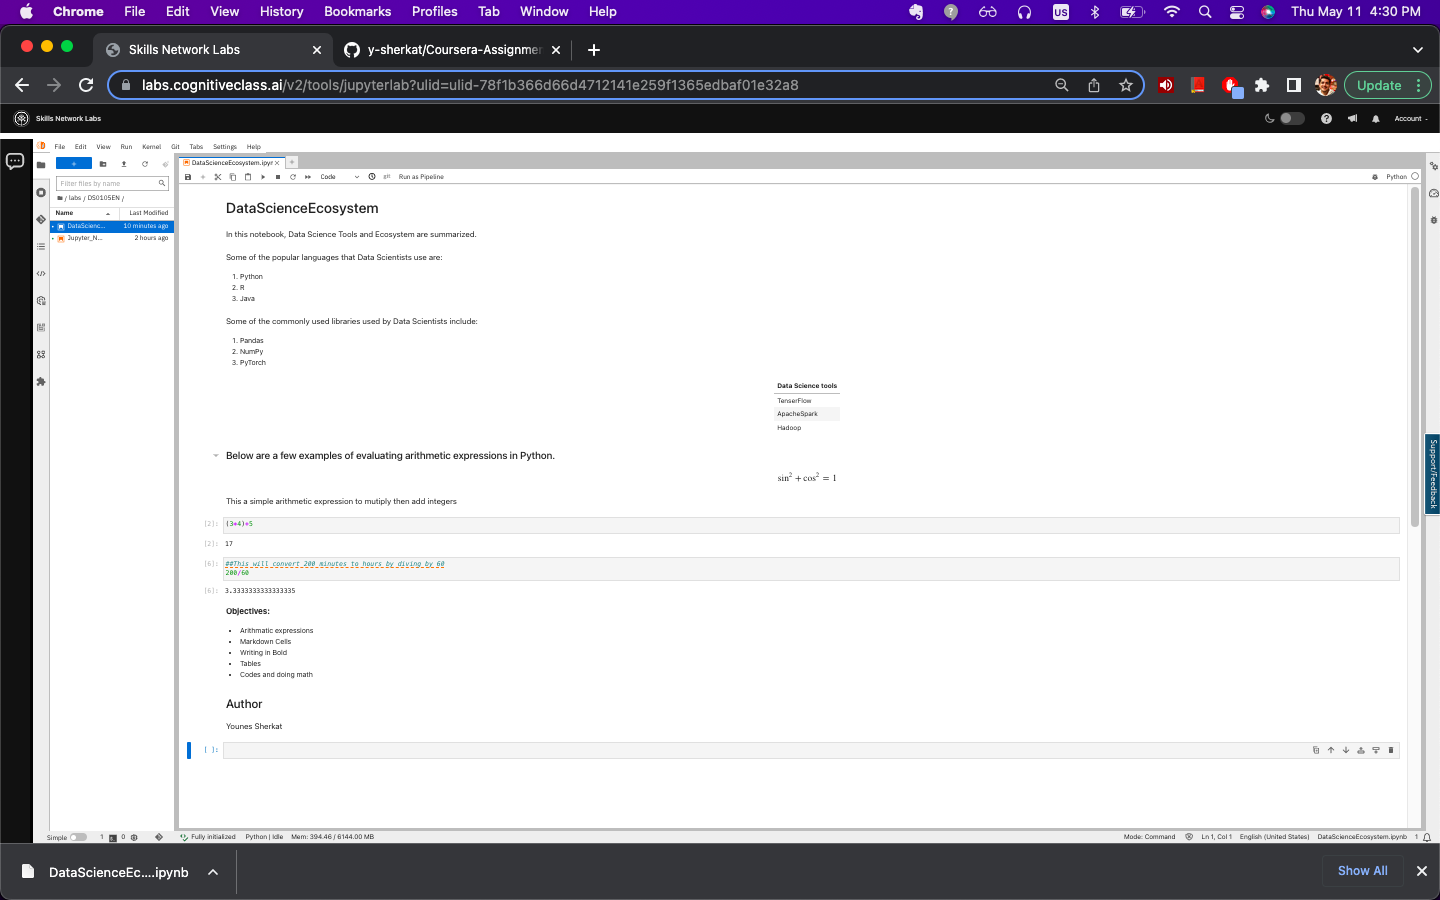 Chrome File Edit View History Bookmarks Profiles Tab Window Help US Thu May 11 4:30 PM
Skills Network Labs y-sherkat/Coursera-Assignmer
labs.cognitiveclass.ai/v2/tools/jupyterlab?ulid=ulid-78f1b366d66d4712141e259f1365edbaf01e32a8 Update
Skills Network Labs Account
File Edit View Run Kernel Git Tabs Settings Help
DataScienceEcosystem.ipyr
Code git Run as Pipeline Python
Filter files by name
/ labs / DS0105EN /
Name Last Modified
DataScienc... 10 minutes ago
Jupyter_N... 2 hours ago
DataScienceEcosystem
In this notebook, Data Science Tools and Ecosystem are summarized.
Some of the popular languages that Data Scientists use are:
1. Python
2. R
3. Java
Some of the commonly used libraries used by Data Scientists include:
1. Pandas
2. NumPy
3. PyTorch
Data Science tools
TenserFlow
ApacheSpark
Hadoop
Below are a few examples of evaluating arithmetic expressions in Python.
sin² + cos² = 1
This a simple arithmetic expression to mutiply then add integers
[2]: (3*4)+5
[2]: 17
[6]: ##This will convert 200 minutes to hours by diving by 60
200/60
[6]: 3.3333333333333335
Objectives:
• Arithmatic expressions
• Markdown Cells
• Writing in Bold
• Tables
• Codes and doing math
Author
Younes Sherkat
[ ]:
Support/Feedback
Simple 1 0 Fully initialized Python | Idle Mem: 394.46 / 6144.00 MB Mode: Command Ln 1, Col 1 English (United States) DataScienceEcosystem.ipynb 1
DataScienceEc....ipynb Show All